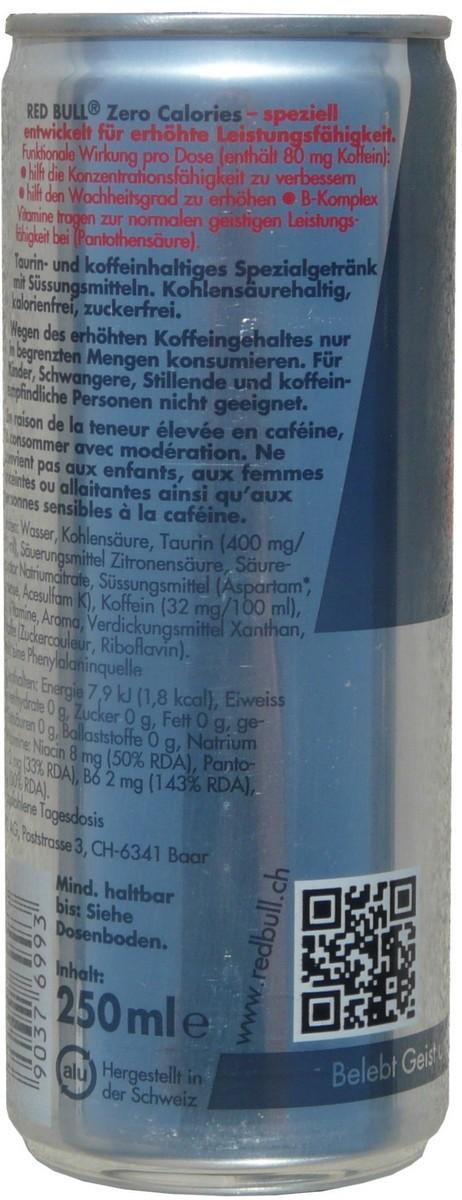 RED BULL® Zero Calories – speziell
entwickelt für erhöhte Leistungsfähigkeit.
Funktionale Wirkung pro Dose (enthält 80 mg Koffein):
• hilft die Konzentrationsfähigkeit zu verbessern
• hilft den Wachheitsgrad zu erhöhen • B-Komplex
Vitamine tragen zur normalen geistigen Leistungs-
fähigkeit bei (Pantothensäure).
Taurin- und koffeinhaltiges Spezialgetränk
mit Süssungsmitteln. Kohlensäurehaltig,
kalorienfrei, zuckerfrei.
Wegen des erhöhten Koffeingehaltes nur
in begrenzten Mengen konsumieren. Für
Kinder, Schwangere, Stillende und koffein-
empfindliche Personen nicht geeignet.
En raison de la teneur élevée en caféine,
à consommer avec modération. Ne
convient pas aux enfants, aux femmes
enceintes ou allaitantes ainsi qu'aux
personnes sensibles à la caféine.
Wasser, Kohlensäure, Taurin (400 mg/
Säuerungsmittel Zitronensäure, Säure-
Natriumcitrate, Süssungsmittel (Aspartam*,
Acesulfam K), Koffein (32 mg/100 ml),
Aroma, Verdickungsmittel Xanthan,
(Zuckercouleur, Riboflavin).
eine Phenylalaninquelle
Energie 7,9 kJ (1,8 kcal), Eiweiss
0 g, Zucker 0 g, Fett 0 g, ge-
0 g, Ballaststoffe 0 g, Natrium
Niacin 8 mg (50% RDA), Panto-
mg (33% RDA), B6 2 mg (143% RDA),
RDA).
Tagesdosis
AG, Poststrasse 3, CH-6341 Baar
Mind. haltbar
bis: Siehe
Dosenboden.
Inhalt:
250 ml e
alu
Hergestellt in
der Schweiz
www.redbull.ch
Belebt Geist
90377 6993